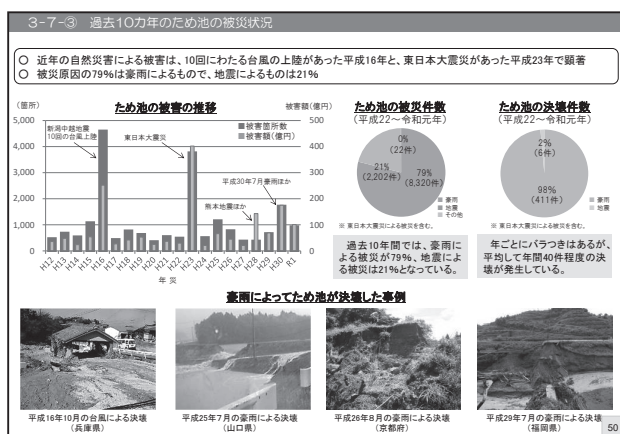 3-7-③ 過去10カ年のため池の被災状況
○ 近年の自然災害による被害は、10回にわたる台風の上陸があった平成16年と、東日本大震災があった平成23年で顕著
○ 被災原因の79%は豪雨によるもので、地震によるものは21%
(箇所)
ため池の被害の推移
被害額(億円)
5,000
4,000
3,000
2,000
1,000
0
500
400
300
200
100
0
新潟中越地震
10回の台風上陸
東日本大震災
■被害箇所数
■被害額(億円)
平成30年7月豪雨ほか
熊本地震ほか
H12 H13 H14 H15 H16 H17 H18 H19 H20 H21 H22 H23 H24 H25 H26 H27 H28 H29 H30 R1
年 災
ため池の被災件数
(平成22~令和元年)
0%
(22件)
21%
(2,202件)
79%
(8,320件)
■ 豪雨
■ 地震
■ その他
※ 東日本大震災による被災を含む。
過去10年間では、豪雨に
よる被災が79%、地震によ
る被災は21%となっている。
ため池の決壊件数
(平成22~令和元年)
2%
(6件)
98%
(411件)
■ 豪雨
■ 地震
※ 東日本大震災による被災を含む。
年ごとにバラつきはあるが、
平均して年間40件程度の決
壊が発生している。
豪雨によってため池が決壊した事例
平成16年10月の台風による決壊
(兵庫県)
平成25年7月の豪雨による決壊
(山口県)
平成26年8月の豪雨による決壊
(京都府)
平成29年7月の豪雨による決壊
(福岡県)
50